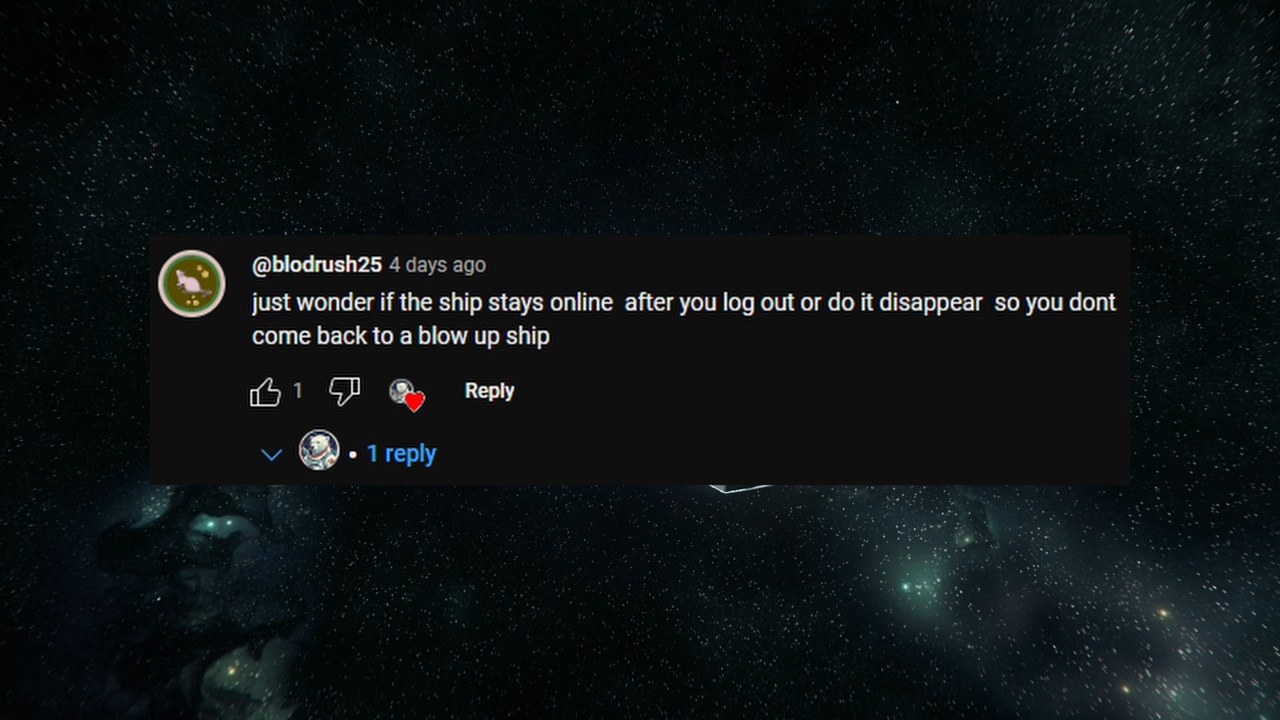 @blodrush25 4 days ago
just wonder if the ship stays online  after you log out or do it disappear  so you dont
come back to a blow up ship
1 Reply
• 1 reply